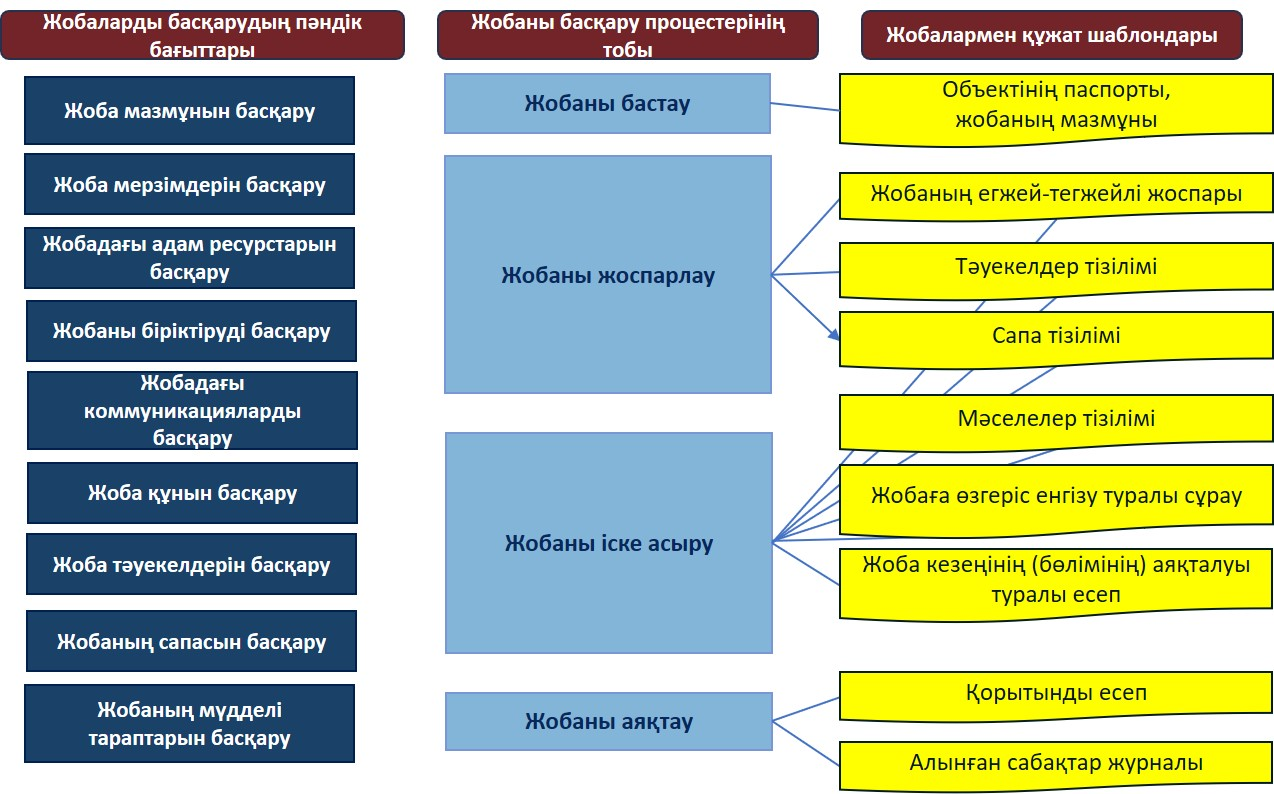 Жобаларды басқарудың пәндік
бағыттары
Жоба мазмұнын басқару
Жоба мерзімдерін басқару
Жобадағы адам ресурстарын
басқару
Жобаны біріктіруді басқару
Жобадағы
коммуникацияларды
басқару
Жоба құнын басқару
Жоба тәуекелдерін басқару
Жобаның сапасын басқару
Жобаның мүдделі
тараптарын басқару
Жобаны басқару процестерінің
тобы
Жобаны бастау
Жобаны жоспарлау
Жобаны іске асыру
Жобаны аяқтау
Жобалармен құжат шаблондары
Объектінің паспорты,
жобаның мазмұны
Жобаның егжей-тегжейлі жоспары
Тәуекелдер тізілімі
Сапа тізілімі
Мәселелер тізілімі
Жобаға өзгеріс енгізу туралы сұрау
Жоба кезеңінің (бөлімінің) аяқталуы
туралы есеп
Қорытынды есеп
Алынған сабақтар журналы